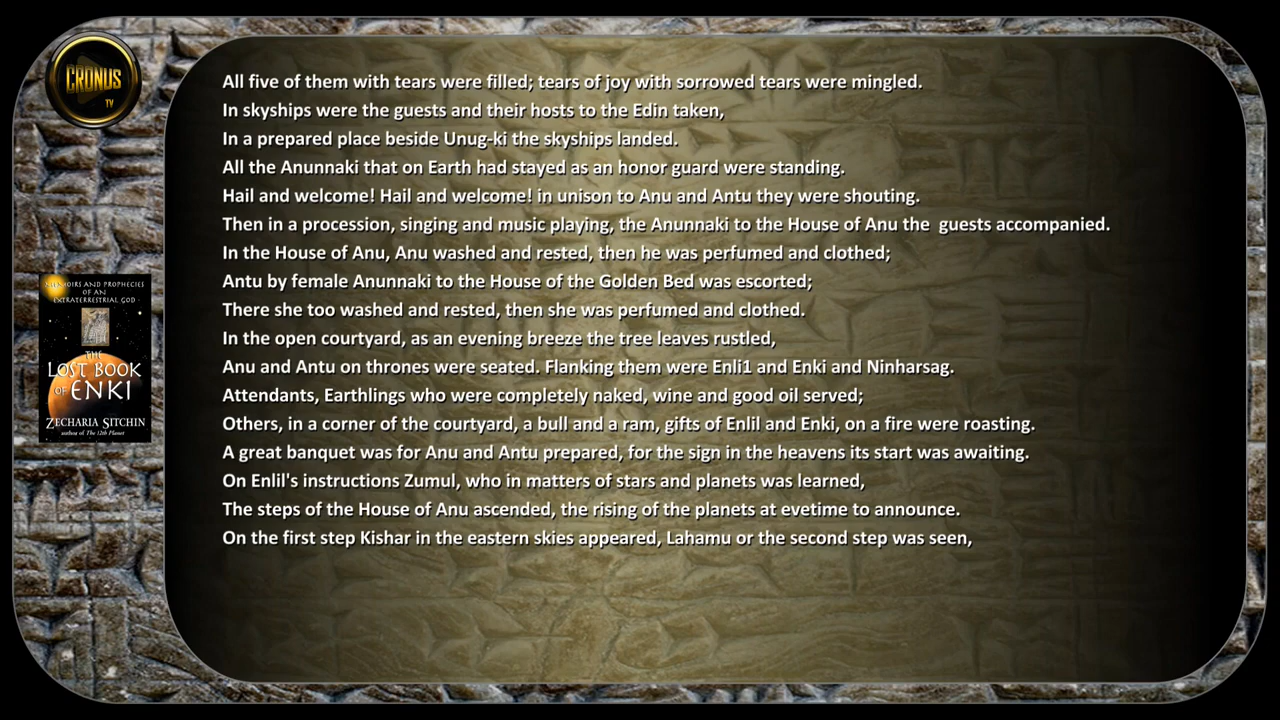 CRONUS
TV
All five of them with tears were filled; tears of joy with sorrowed tears were mingled.
In skyships were the guests and their hosts to the Edin taken,
In a prepared place beside Unug-ki the skyships landed.
All the Anunnaki that on Earth had stayed as an honor guard were standing.
Hail and welcome! Hail and welcome! in unison to Anu and Antu they were shouting.
Then in a procession, singing and music playing, the Anunnaki to the House of Anu the  guests accompanied.
In the House of Anu, Anu washed and rested, then he was perfumed and clothed;
Antu by female Anunnaki to the House of the Golden Bed was escorted;
There she too washed and rested, then she was perfumed and clothed.
In the open courtyard, as an evening breeze the tree leaves rustled,
Anu and Antu on thrones were seated. Flanking them were Enli1 and Enki and Ninharsag.
Attendants, Earthlings who were completely naked, wine and good oil served;
Others, in a corner of the courtyard, a bull and a ram, gifts of Enlil and Enki, on a fire were roasting.
A great banquet was for Anu and Antu prepared, for the sign in the heavens its start was awaiting.
On Enlil's instructions Zumul, who in matters of stars and planets was learned,
The steps of the House of Anu ascended, the rising of the planets at evetime to announce.
On the first step Kishar in the eastern skies appeared, Lahamu or the second step was seen,
MEMOIRS AND PROPHECIES
OF AN
EXTRATERRESTRIAL GOD
THE
LOST BOOK
OF ENKI
ZECHARIA SITCHIN
author of The 12th Planet